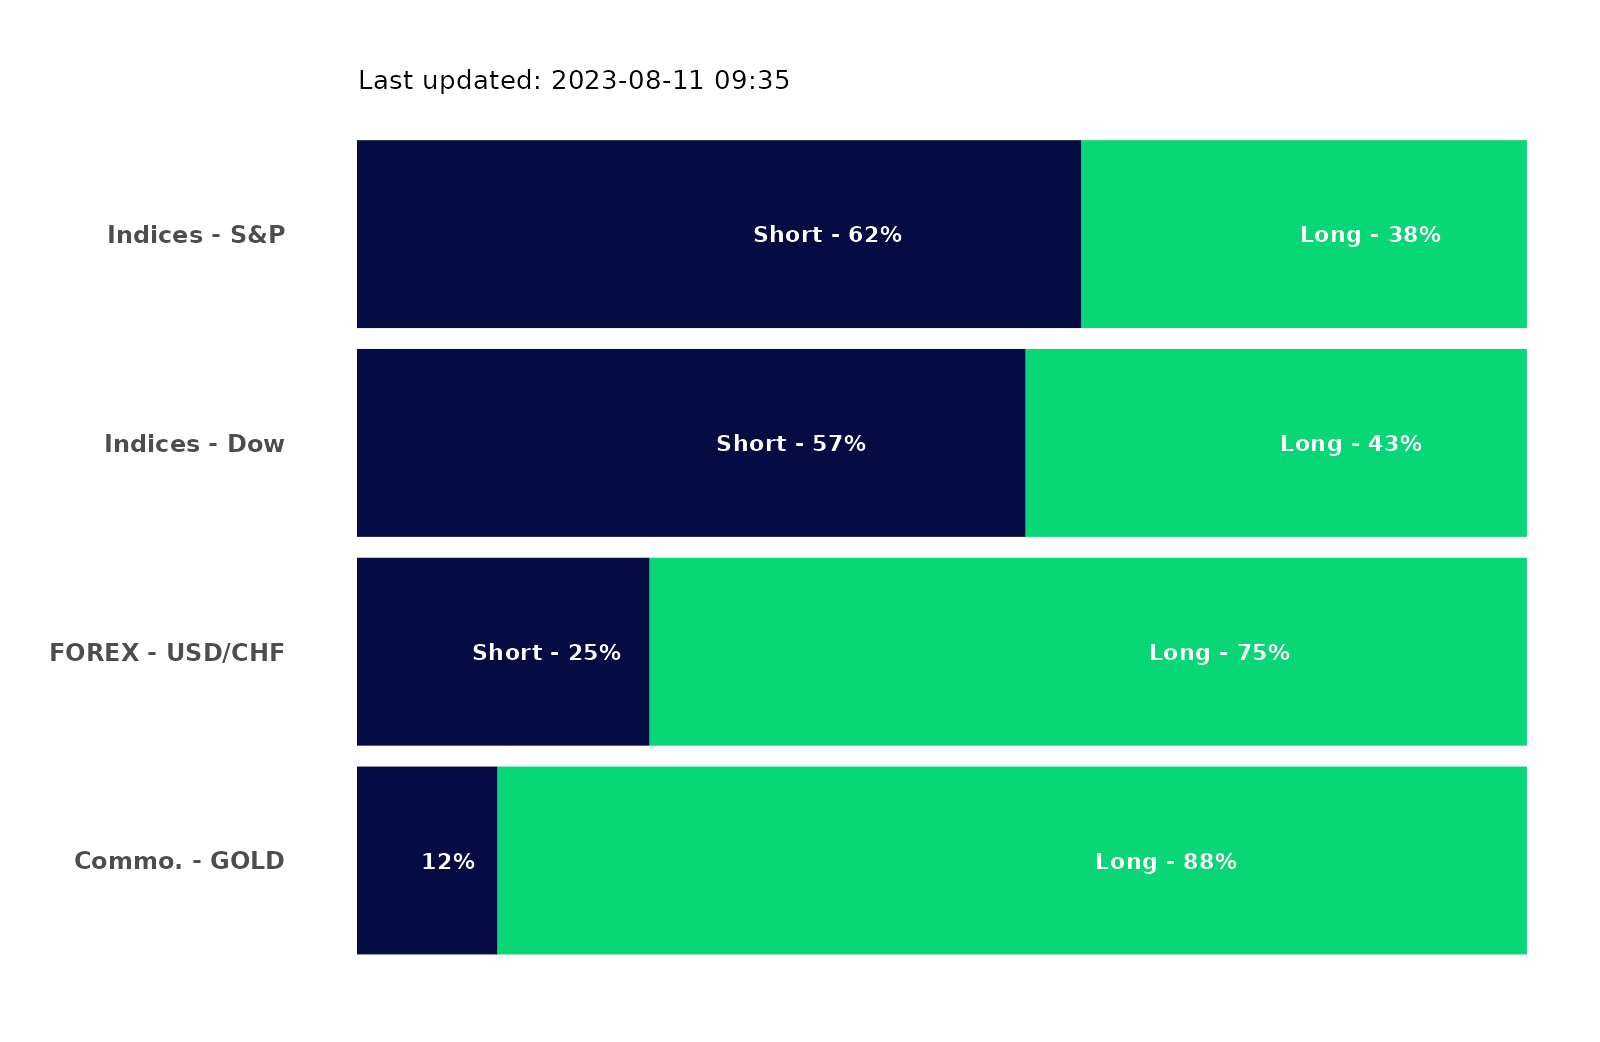 Last updated: 2023-08-11 09:35
Indices - S&P Short - 62% Long - 38%
Indices - Dow Short - 57% Long - 43%
FOREX - USD/CHF Short - 25% Long - 75%
Commo. - GOLD 12% Long - 88%